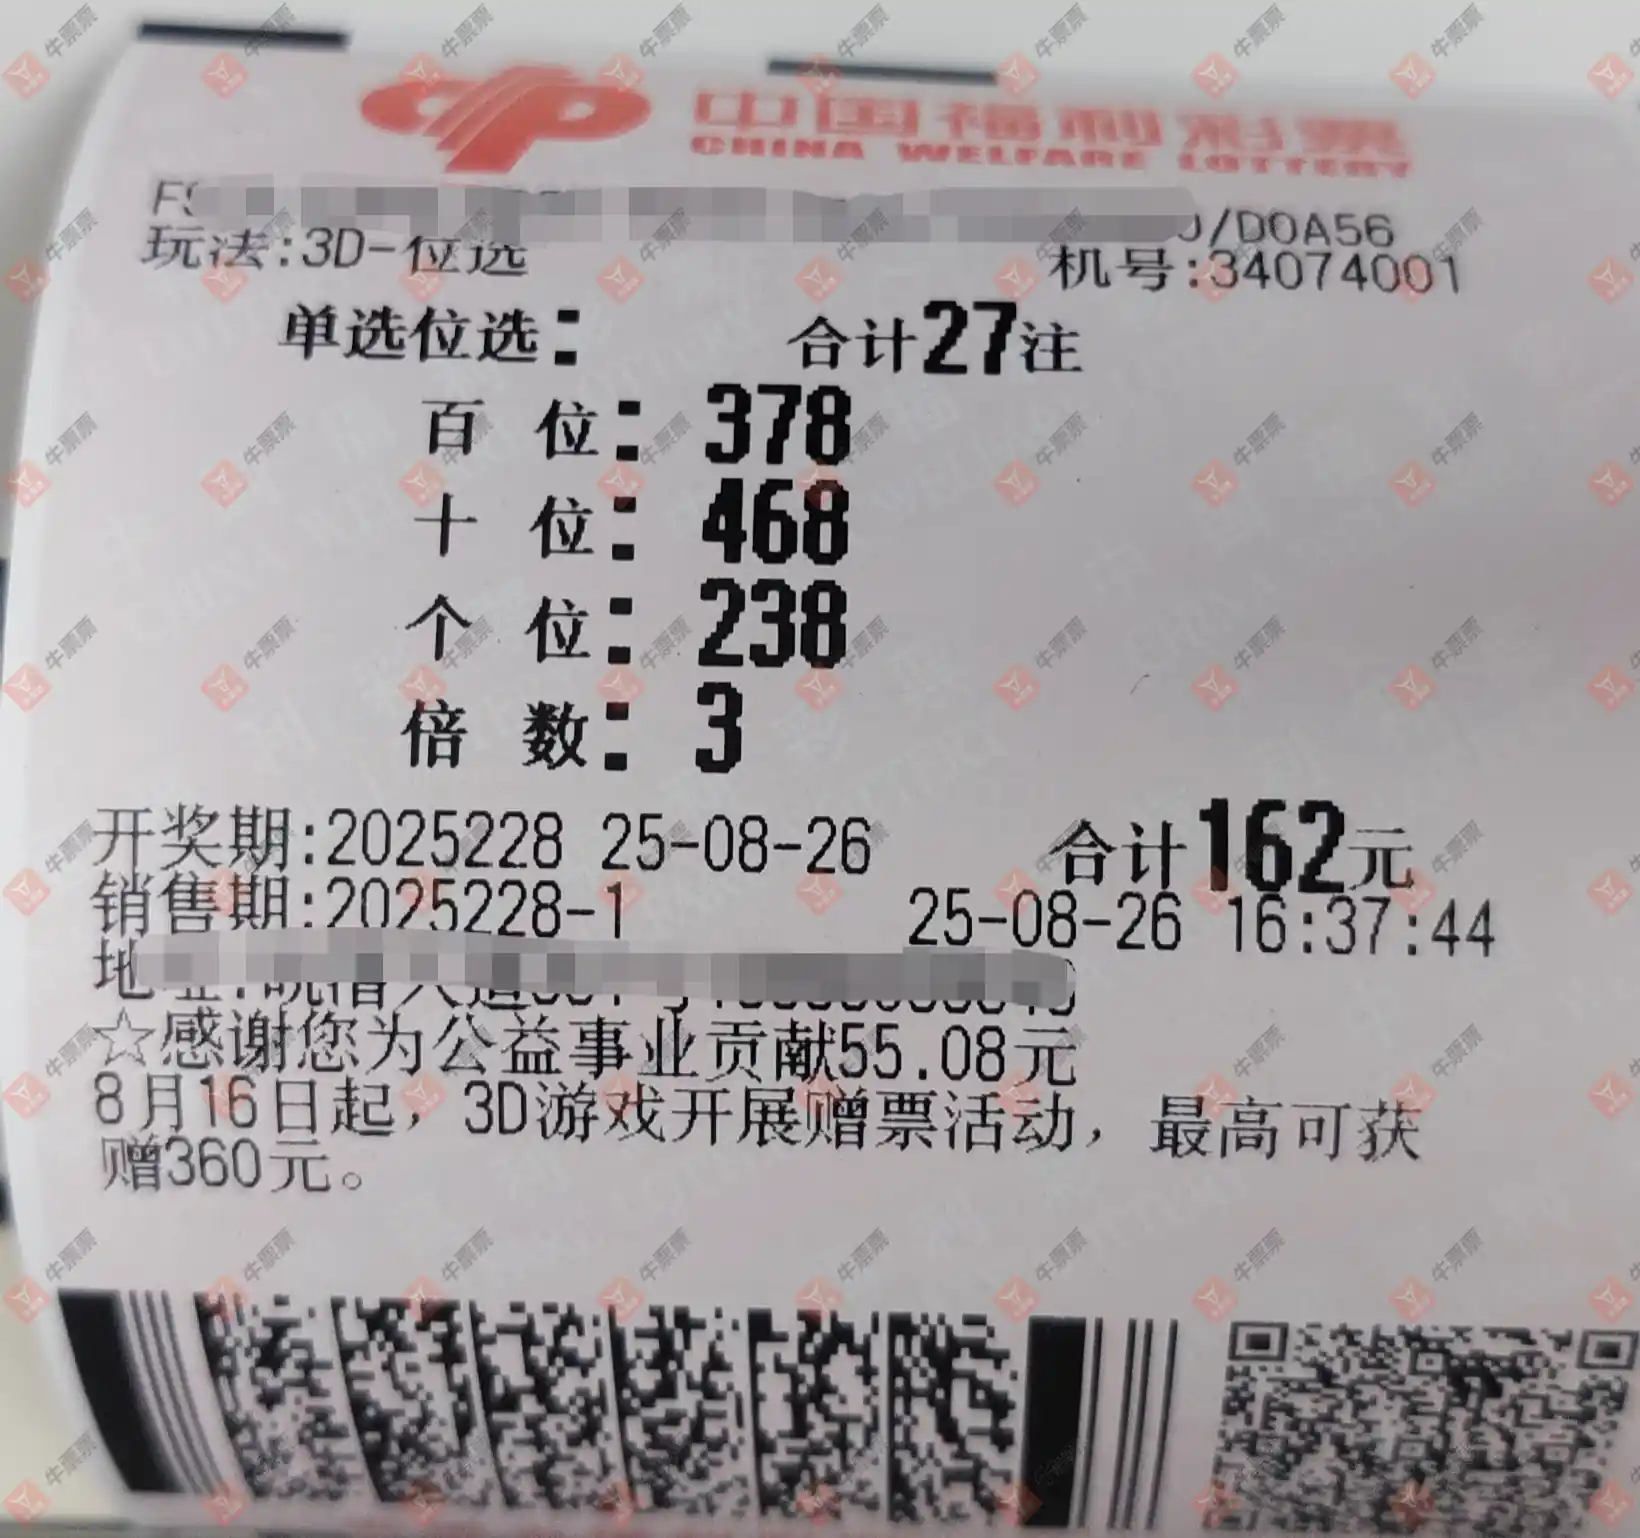 中国福利彩票
CHINA WELFARE LOTTERY
/D0A56
玩法:3D-位选 机号:34074001
单选位选: 合计27注
百位: 378
十位: 468
个位: 238
倍数: 3
开奖期:2025228 25-08-26 合计162元
销售期:2025228-1 25-08-26 16:37:44
☆感谢您为公益事业贡献55.08元
8月16日起，3D游戏开展赠票活动，最高可获
赠360元。
牛票票